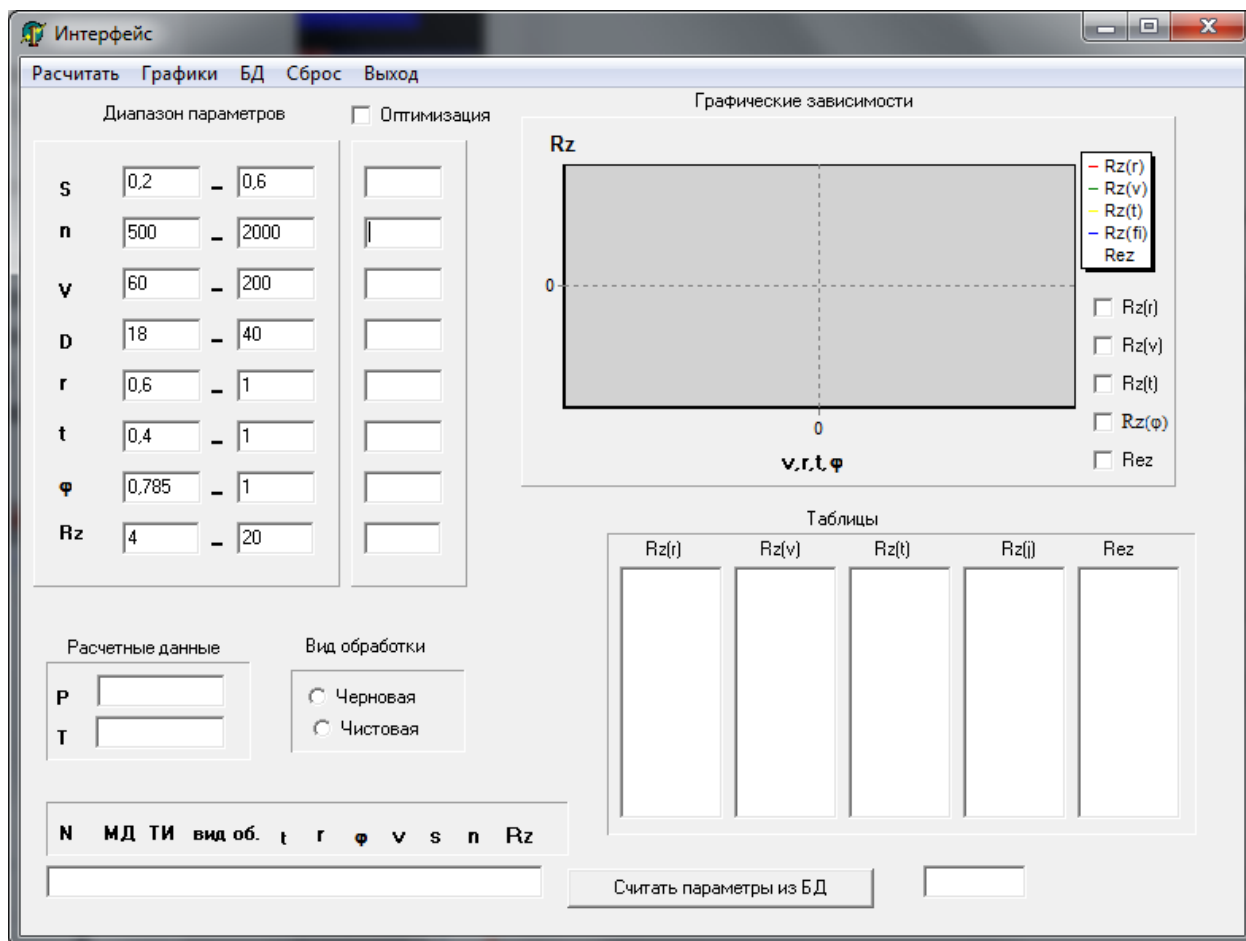 Интерфейс
Расчитать Графики БД Сброс Выход
Диапазон параметров
Оптимизация
S 0,2 – 0,6
n 500 – 2000
v 60 – 200
D 18 – 40
r 0,6 – 1
t 0,4 – 1
φ 0,785 – 1
Rz 4 – 20
Графические зависимости
Rz
0
0
v,r,t,φ
Rz(r)
Rz(v)
Rz(t)
Rz(fi)
Rez
Rz(r)
Rz(v)
Rz(t)
Rz(φ)
Rez
Таблицы
Rz(r) Rz(v) Rz(t) Rz(j) Rez
Расчетные данные
P
T
Вид обработки
Черновая
Чистовая
N МД ТИ вид об. t r φ v s n Rz
Считать параметры из БД